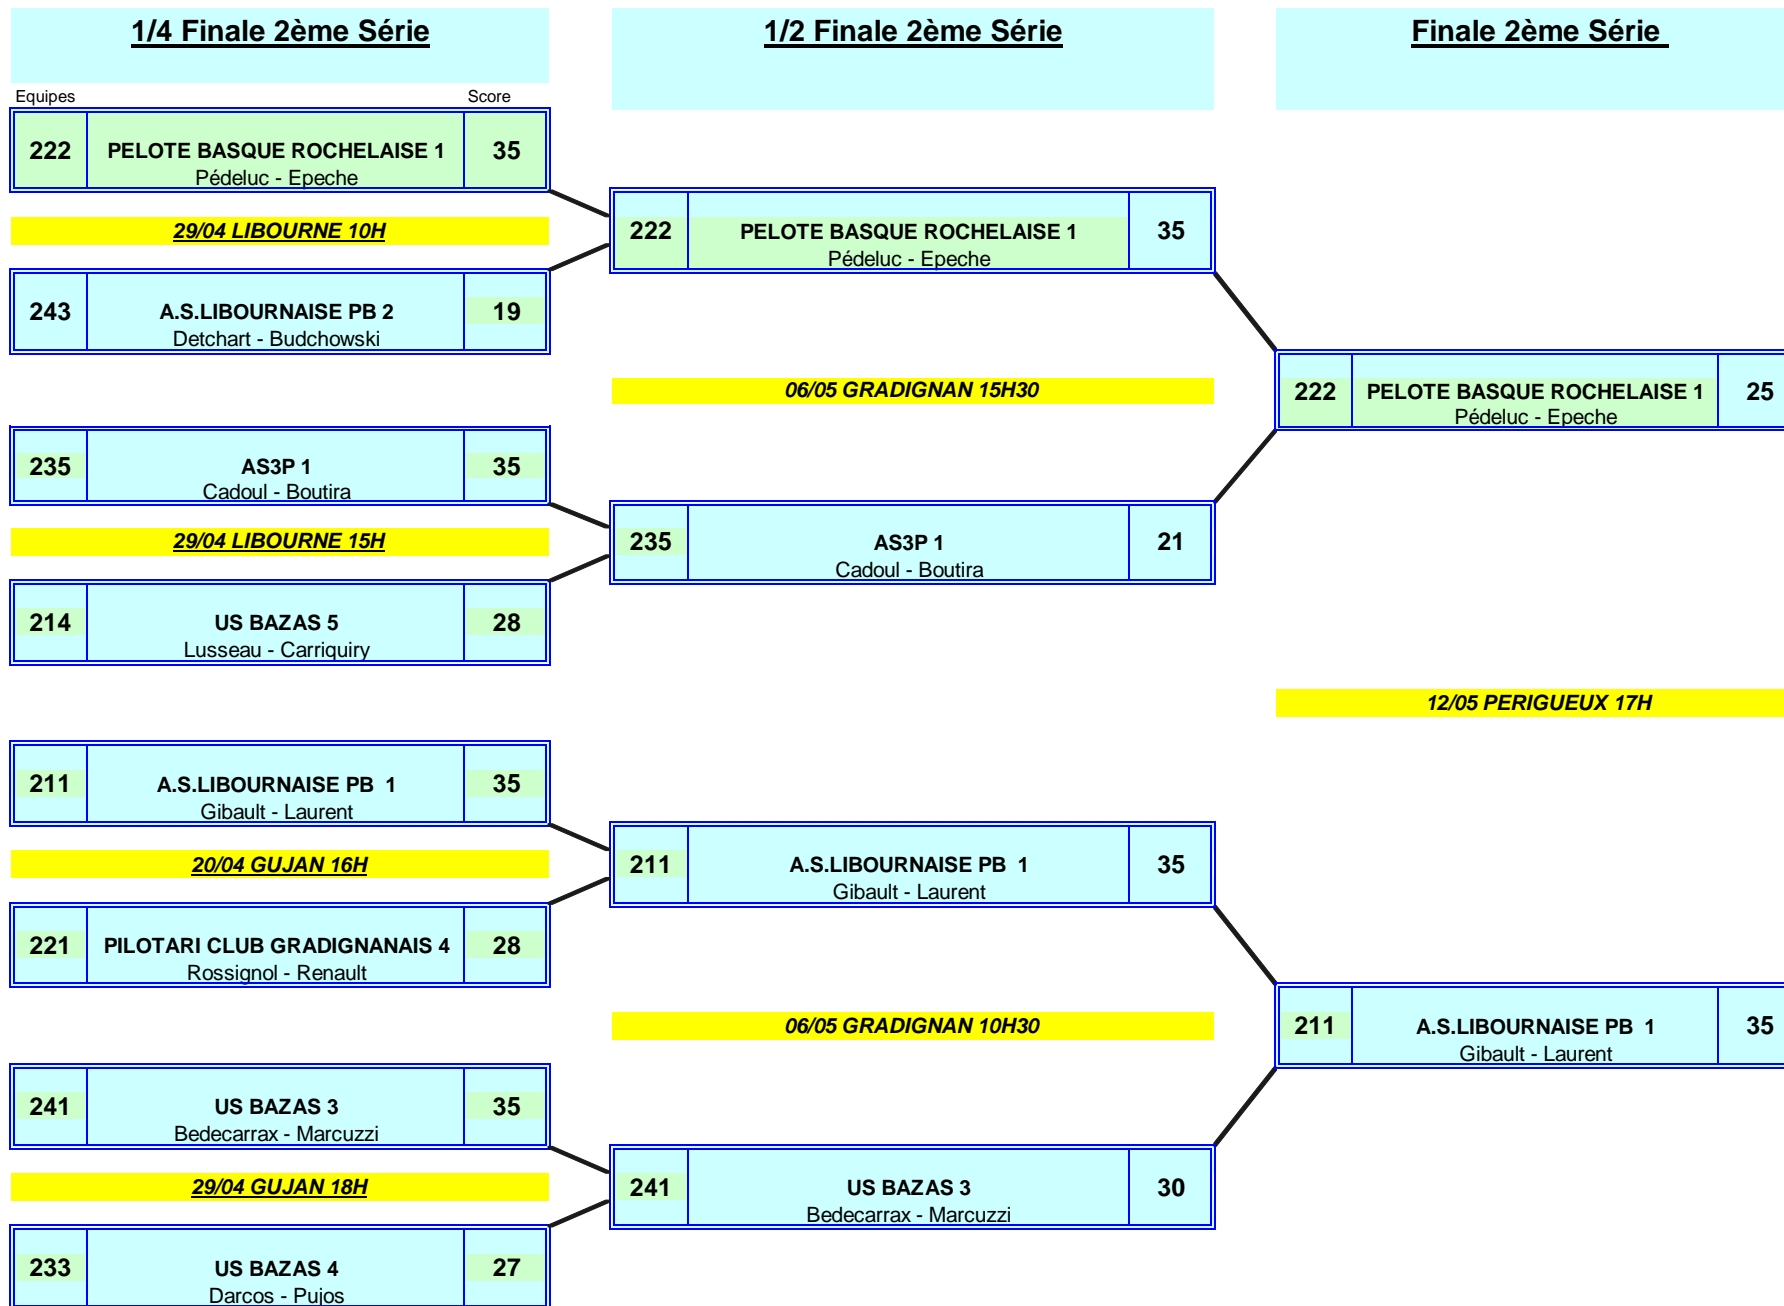 1/4 Finale 2ème Série
1/2 Finale 2ème Série
Finale 2ème Série
Equipes Score
222 PELOTE BASQUE ROCHELAISE 1 35
Pédeluc - Epeche
29/04 LIBOURNE 10H
243 A.S.LIBOURNAISE PB 2 19
Detchart - Budchowski
235 AS3P 1 35
Cadoul - Boutira
29/04 LIBOURNE 15H
214 US BAZAS 5 28
Lusseau - Carriquiry
211 A.S.LIBOURNAISE PB 1 35
Gibault - Laurent
20/04 GUJAN 16H
221 PILOTARI CLUB GRADIGNANAIS 4 28
Rossignol - Renault
241 US BAZAS 3 35
Bedecarrax - Marcuzzi
29/04 GUJAN 18H
233 US BAZAS 4 27
Darcos - Pujos
222 PELOTE BASQUE ROCHELAISE 1 35
Pédeluc - Epeche
06/05 GRADIGNAN 15H30
235 AS3P 1 21
Cadoul - Boutira
211 A.S.LIBOURNAISE PB 1 35
Gibault - Laurent
06/05 GRADIGNAN 10H30
241 US BAZAS 3 30
Bedecarrax - Marcuzzi
222 PELOTE BASQUE ROCHELAISE 1 25
Pédeluc - Epeche
12/05 PERIGUEUX 17H
211 A.S.LIBOURNAISE PB 1 35
Gibault - Laurent